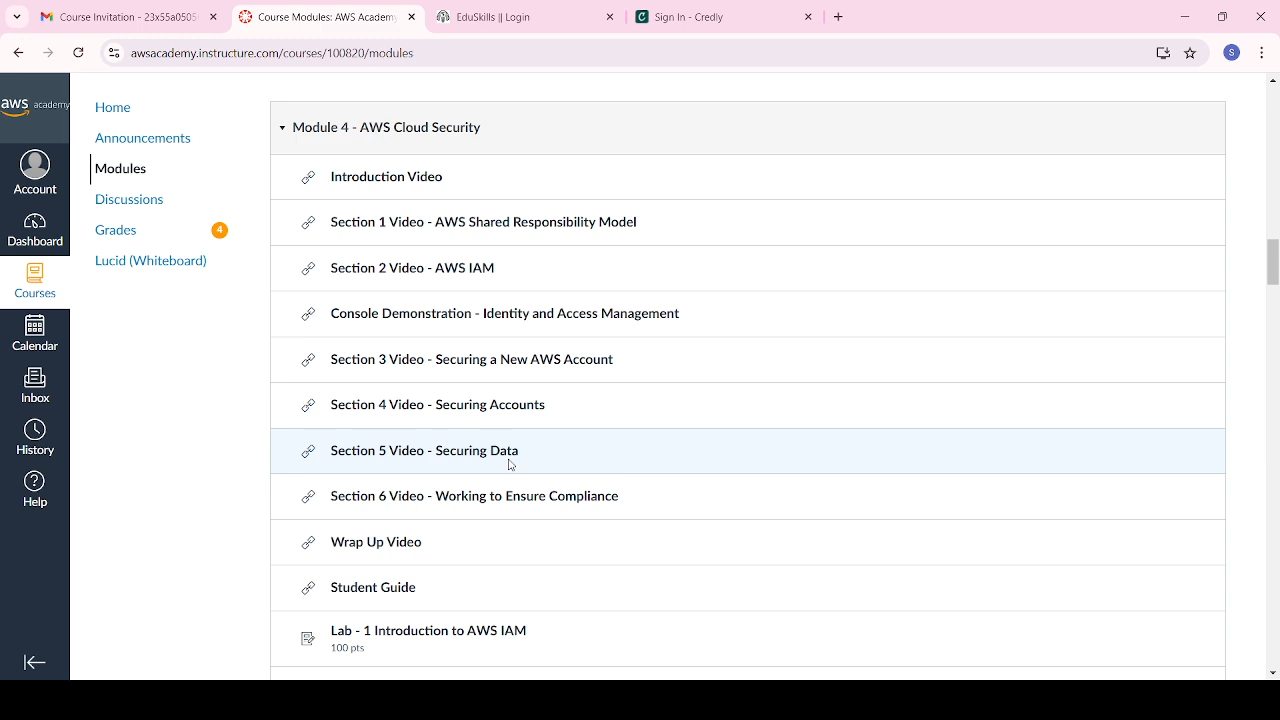 Course Invitation - 23x55a0505
Course Modules: AWS Academy
EduSkills || Login
Sign In - Credly
awsacademy.instructure.com/courses/100820/modules
S
aws academy
Account
Dashboard
Courses
Calendar
Inbox
History
Help
Home
Announcements
Modules
Discussions
Grades 4
Lucid (Whiteboard)
Module 4 - AWS Cloud Security
Introduction Video
Section 1 Video - AWS Shared Responsibility Model
Section 2 Video - AWS IAM
Console Demonstration - Identity and Access Management
Section 3 Video - Securing a New AWS Account
Section 4 Video - Securing Accounts
Section 5 Video - Securing Data
Section 6 Video - Working to Ensure Compliance
Wrap Up Video
Student Guide
Lab - 1 Introduction to AWS IAM
100 pts